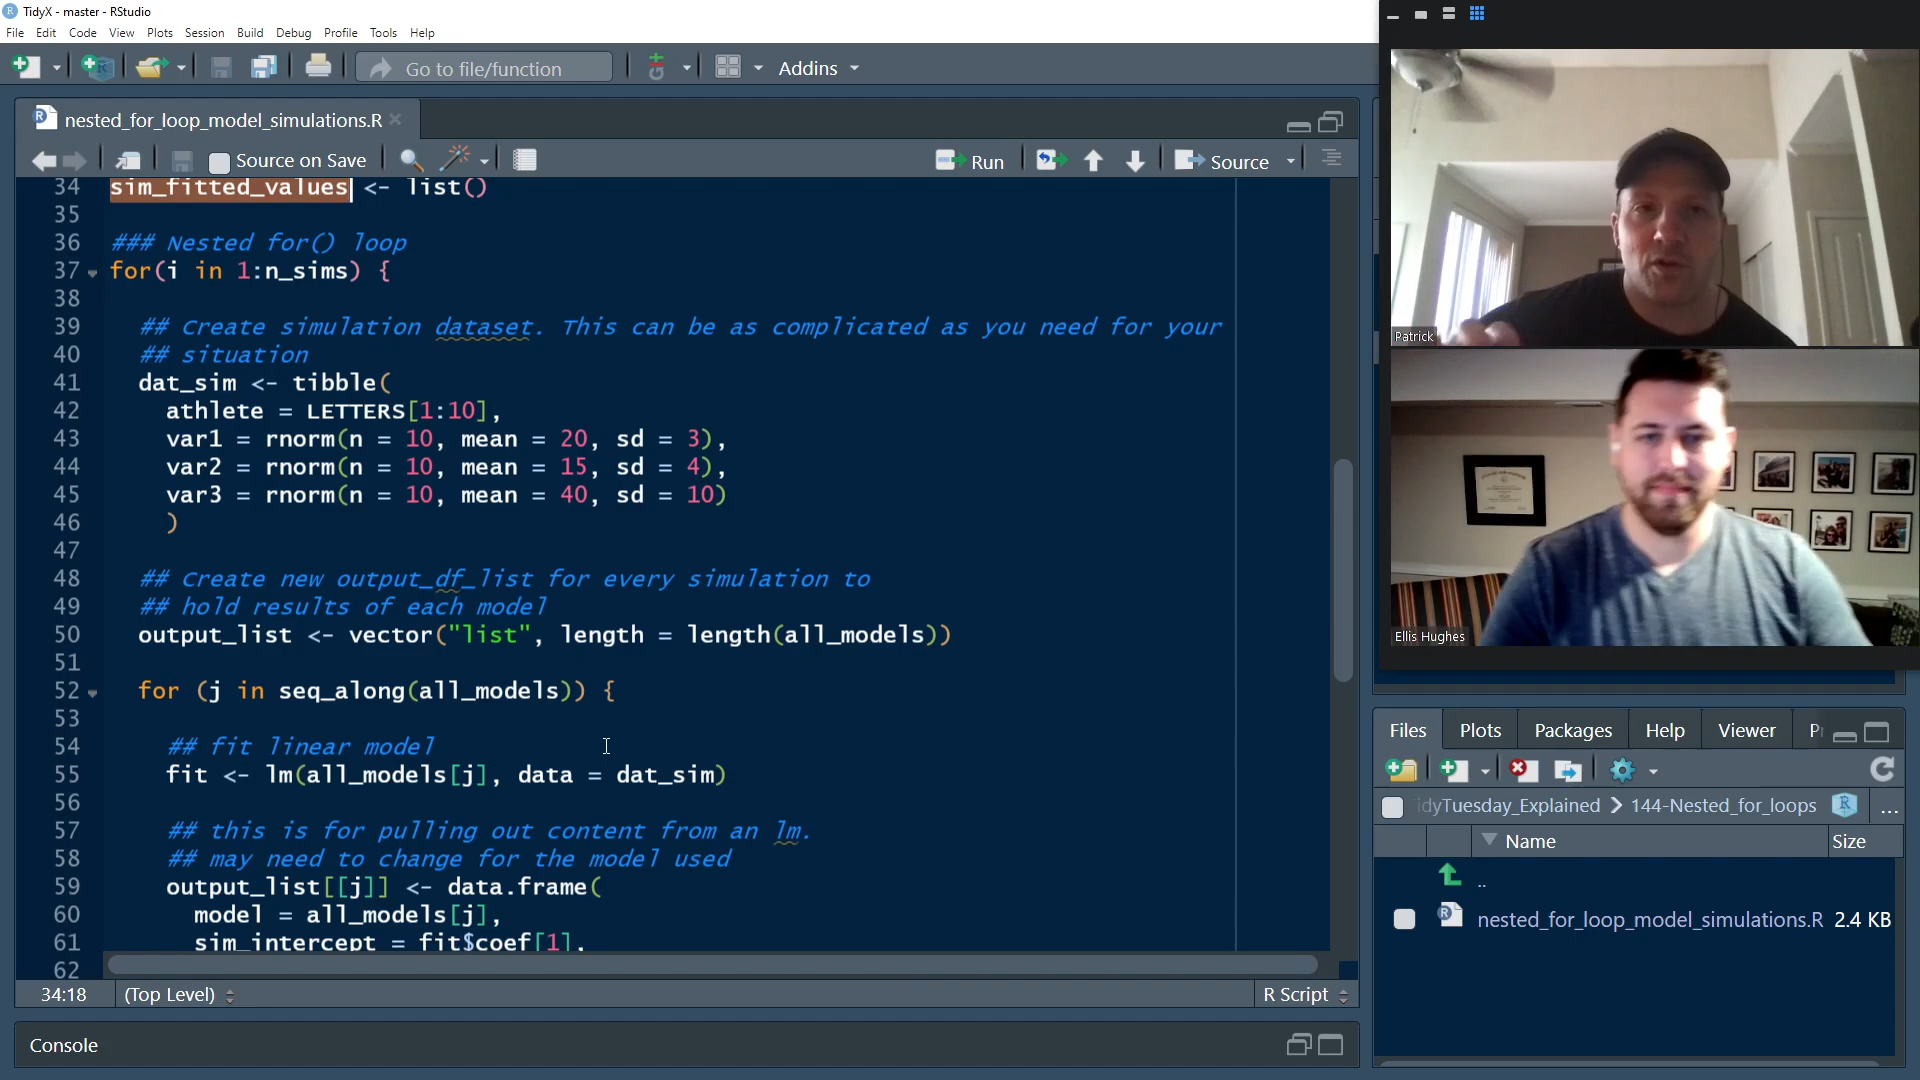 TidyX - master - RStudio
File Edit Code View Plots Session Build Debug Profile Tools Help
Go to file/function
Addins
nested_for_loop_model_simulations.R
Source on Save
Run
Source
34 sim_fitted_values <- list()
35
36 ### Nested for() loop
37 for(i in 1:n_sims) {
38
39 ## Create simulation dataset. This can be as complicated as you need for your
40 ## situation
41 dat_sim <- tibble(
42 athlete = LETTERS[1:10],
43 var1 = rnorm(n = 10, mean = 20, sd = 3),
44 var2 = rnorm(n = 10, mean = 15, sd = 4),
45 var3 = rnorm(n = 10, mean = 40, sd = 10)
46 )
47
48 ## Create new output_df_list for every simulation to
49 ## hold results of each model
50 output_list <- vector("list", length = length(all_models))
51
52 for (j in seq_along(all_models)) {
53
54 ## fit linear model
55 fit <- lm(all_models[j], data = dat_sim)
56
57 ## this is for pulling out content from an lm.
58 ## may need to change for the model used
59 output_list[[j]] <- data.frame(
60 model = all_models[j],
61 sim_intercept = fit$coef[1],
62
34:18 (Top Level) R Script
Console
Patrick
Ellis Hughes
Files Plots Packages Help Viewer
idyTuesday_Explained 144-Nested_for_loops ...
Name Size
..
nested_for_loop_model_simulations.R 2.4 KB